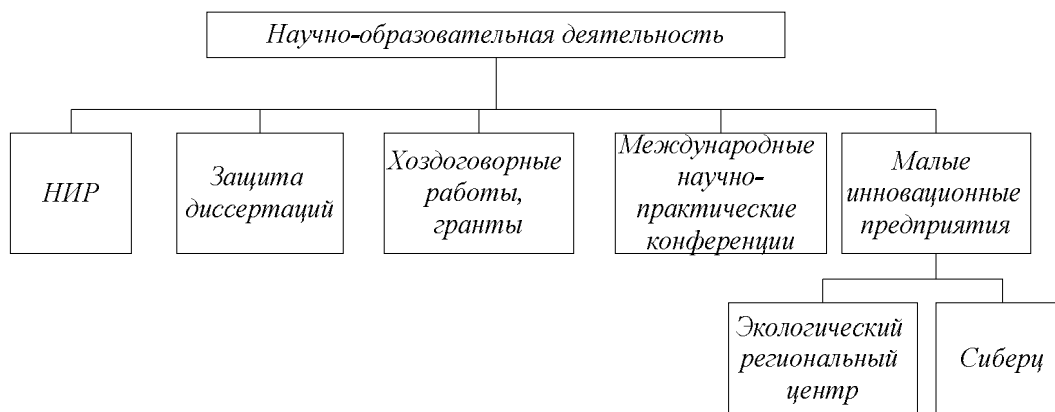 Научно-образовательная деятельность
НИР
Защита
диссертаций
Хоздоговорные
работы,
гранты
Международные
научно-
практические
конференции
Малые
инновационные
предприятия
Экологический
региональный
центр
Сиберц